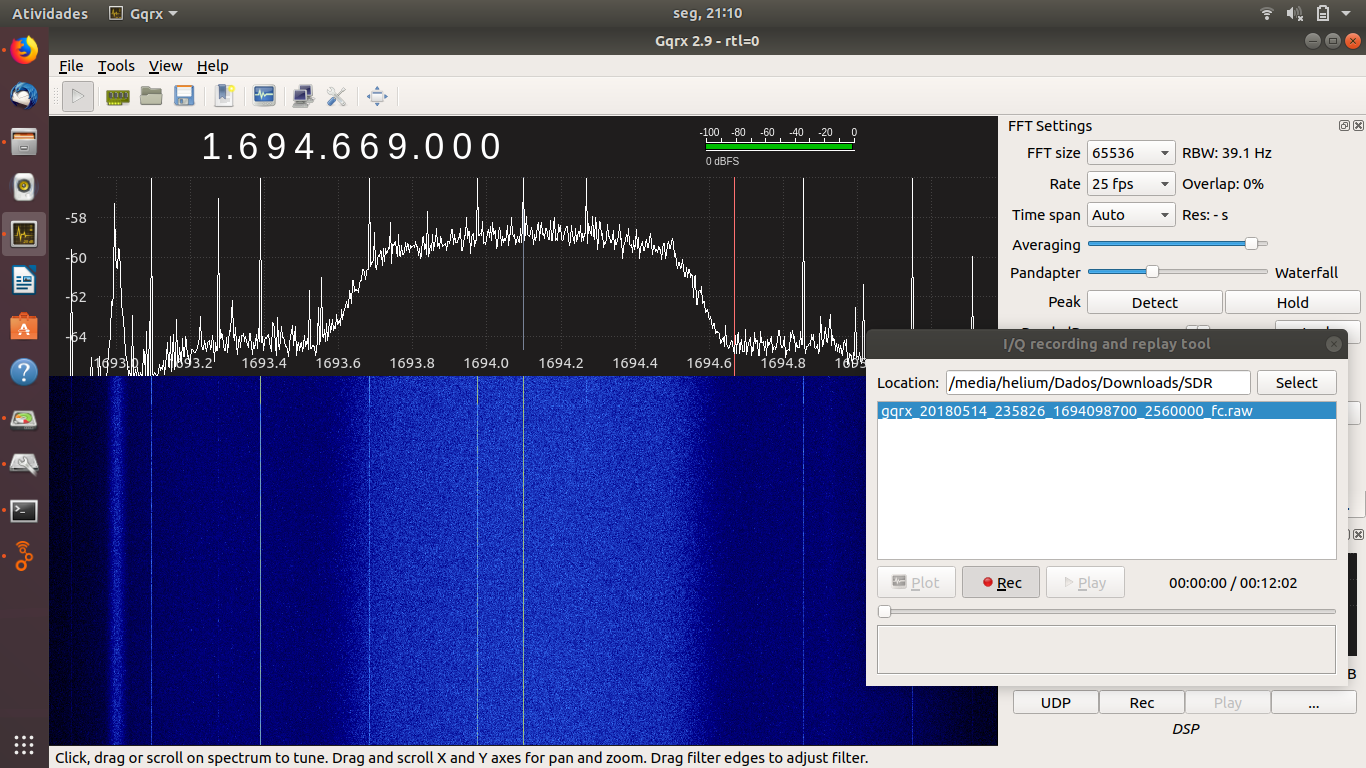 Atividades Gqrx seg, 21:10
Gqrx 2.9 - rtl=0
File Tools View Help
1.694.669.000
-100 -80 -60 -40 -20 0
0 dBFS
-58
-60
-62
-64
1693.0 1693.2 1693.4 1693.6 1693.8 1694.0 1694.2 1694.4 1694.6 1694.8
FFT Settings
FFT size 65536 RBW: 39.1 Hz
Rate 25 fps Overlap: 0%
Time span Auto Res: - s
Averaging
Pandapter Waterfall
Peak Detect Hold
I/Q recording and replay tool
Location: /media/helium/Dados/Downloads/SDR Select
gqrx_20180514_235826_1694098700_2560000_fc.raw
Plot Rec Play 00:00:00 / 00:12:02
B
UDP Rec Play ...
DSP
Click, drag or scroll on spectrum to tune. Drag and scroll X and Y axes for pan and zoom. Drag filter edges to adjust filter.